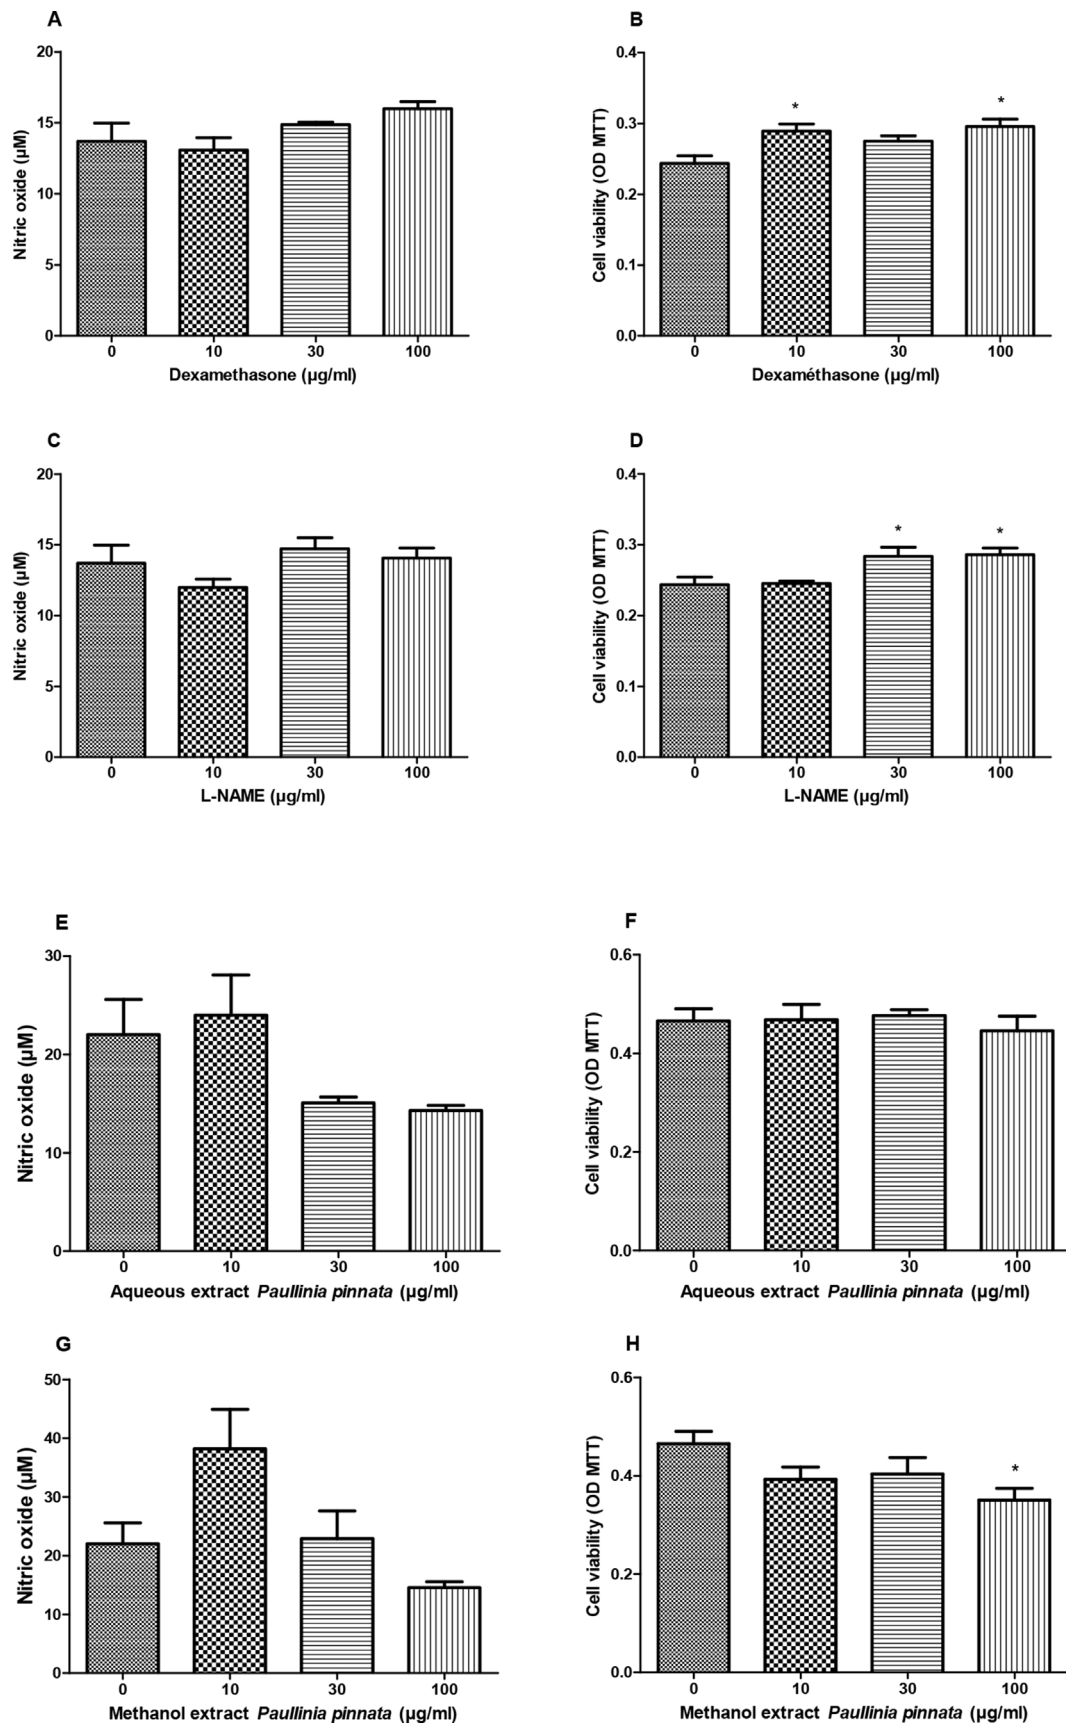 A
Nitric oxide (µM)
20
15
10
5
0
0 10 30 100
Dexamethasone (µg/ml)
B
Cell viability (OD MTT)
0.4
0.3
0.2
0.1
0.0
* *
0 10 30 100
Dexaméthasone (µg/ml)
C
Nitric oxide (µM)
20
15
10
5
0
0 10 30 100
L-NAME (µg/ml)
D
Cell viability (OD MTT)
0.4
0.3
0.2
0.1
0.0
* *
0 10 30 100
L-NAME (µg/ml)
E
Nitric oxide (µM)
30
20
10
0
0 10 30 100
Aqueous extract Paullinia pinnata (µg/ml)
F
Cell viability (OD MTT)
0.6
0.4
0.2
0.0
0 10 30 100
Aqueous extract Paullinia pinnata (µg/ml)
G
Nitric oxide (µM)
50
40
30
20
10
0
0 10 30 100
Methanol extract Paullinia pinnata (µg/ml)
H
Cell viability (OD MTT)
0.6
0.4
0.2
0.0
*
0 10 30 100
Methanol extract Paullinia pinnata (µg/ml)